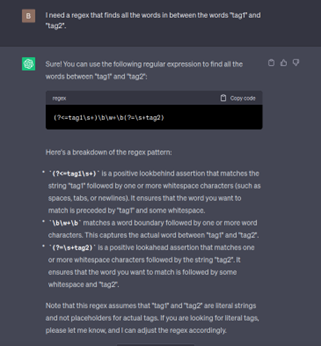 B
I need a regex that finds all the words in between the words "tag1" and
"tag2".
Sure! You can use the following regular expression to find all the
words between "tag1" and "tag2":
regex
Copy code
(?<=tag1\s+)\b\w+\b(?=\s+tag2)
Here's a breakdown of the regex pattern:
• `(?<=tag1\s+)` is a positive lookbehind assertion that matches the
string "tag1" followed by one or more whitespace characters (such as
spaces, tabs, or newlines). It ensures that the word you want to
match is preceded by "tag1" and some whitespace.
• `\b\w+\b` matches a word boundary followed by one or more word
characters. This captures the actual word between "tag1" and "tag2".
• `(?=\s+tag2)` is a positive lookahead assertion that matches one
or more whitespace characters followed by the string "tag2". It
ensures that the word you want to match is followed by some
whitespace and "tag2".
Note that this regex assumes that "tag1" and "tag2" are literal strings
and not placeholders for actual tags. If you are looking for literal tags,
please let me know, and I can adjust the regex accordingly.